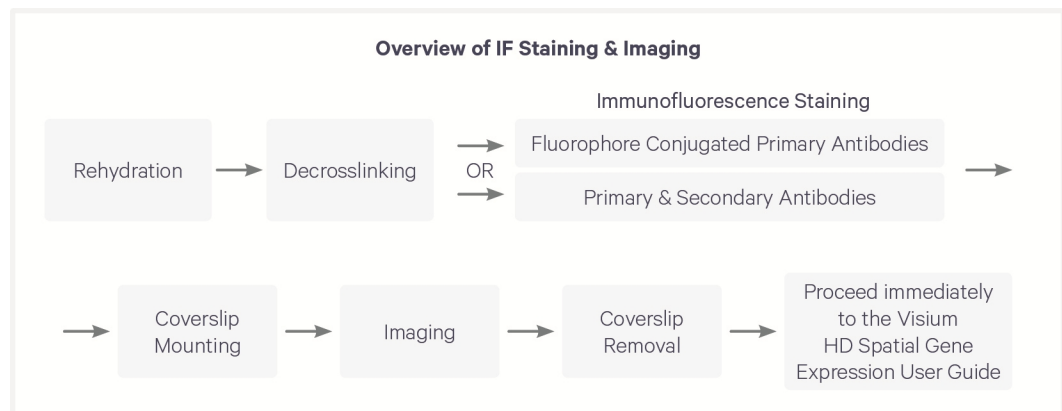 Overview of IF Staining & Imaging
Immunofluorescence Staining
Rehydration
Decrosslinking
OR
Fluorophore Conjugated Primary Antibodies
Primary & Secondary Antibodies
Coverslip
Mounting
Imaging
Coverslip
Removal
Proceed immediately
to the Visium
HD Spatial Gene
Expression User Guide